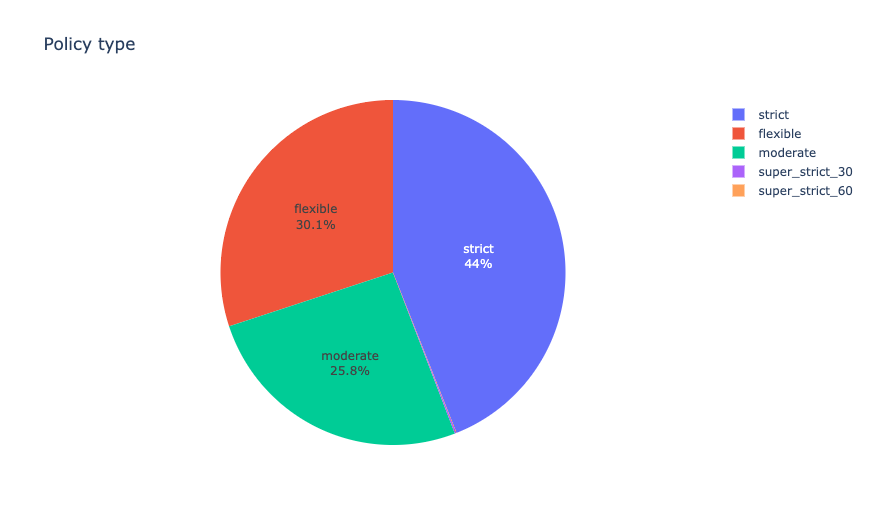 Policy type
strict
flexible
moderate
super_strict_30
super_strict_60
flexible
30.1%
strict
44%
moderate
25.8%